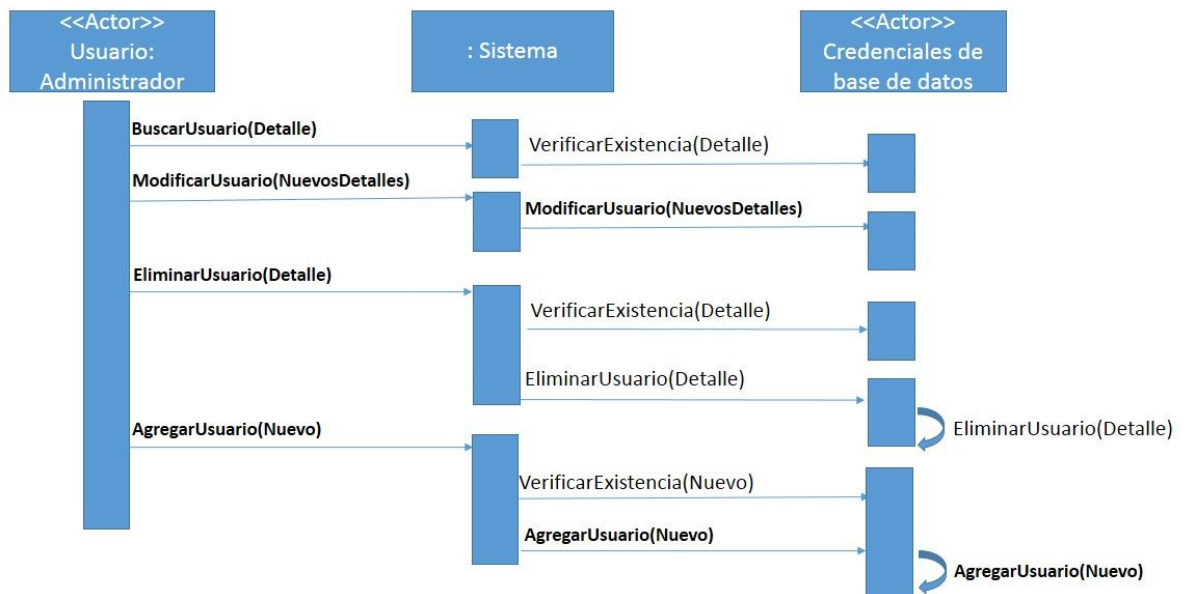 <<Actor>>
Usuario:
Administrador
: Sistema
<<Actor>>
Credenciales de
base de datos
BuscarUsuario(Detalle)
VerificarExistencia(Detalle)
ModificarUsuario(NuevosDetalles)
ModificarUsuario(NuevosDetalles)
EliminarUsuario(Detalle)
VerificarExistencia(Detalle)
EliminarUsuario(Detalle)
EliminarUsuario(Detalle)
AgregarUsuario(Nuevo)
VerificarExistencia(Nuevo)
AgregarUsuario(Nuevo)
AgregarUsuario(Nuevo)